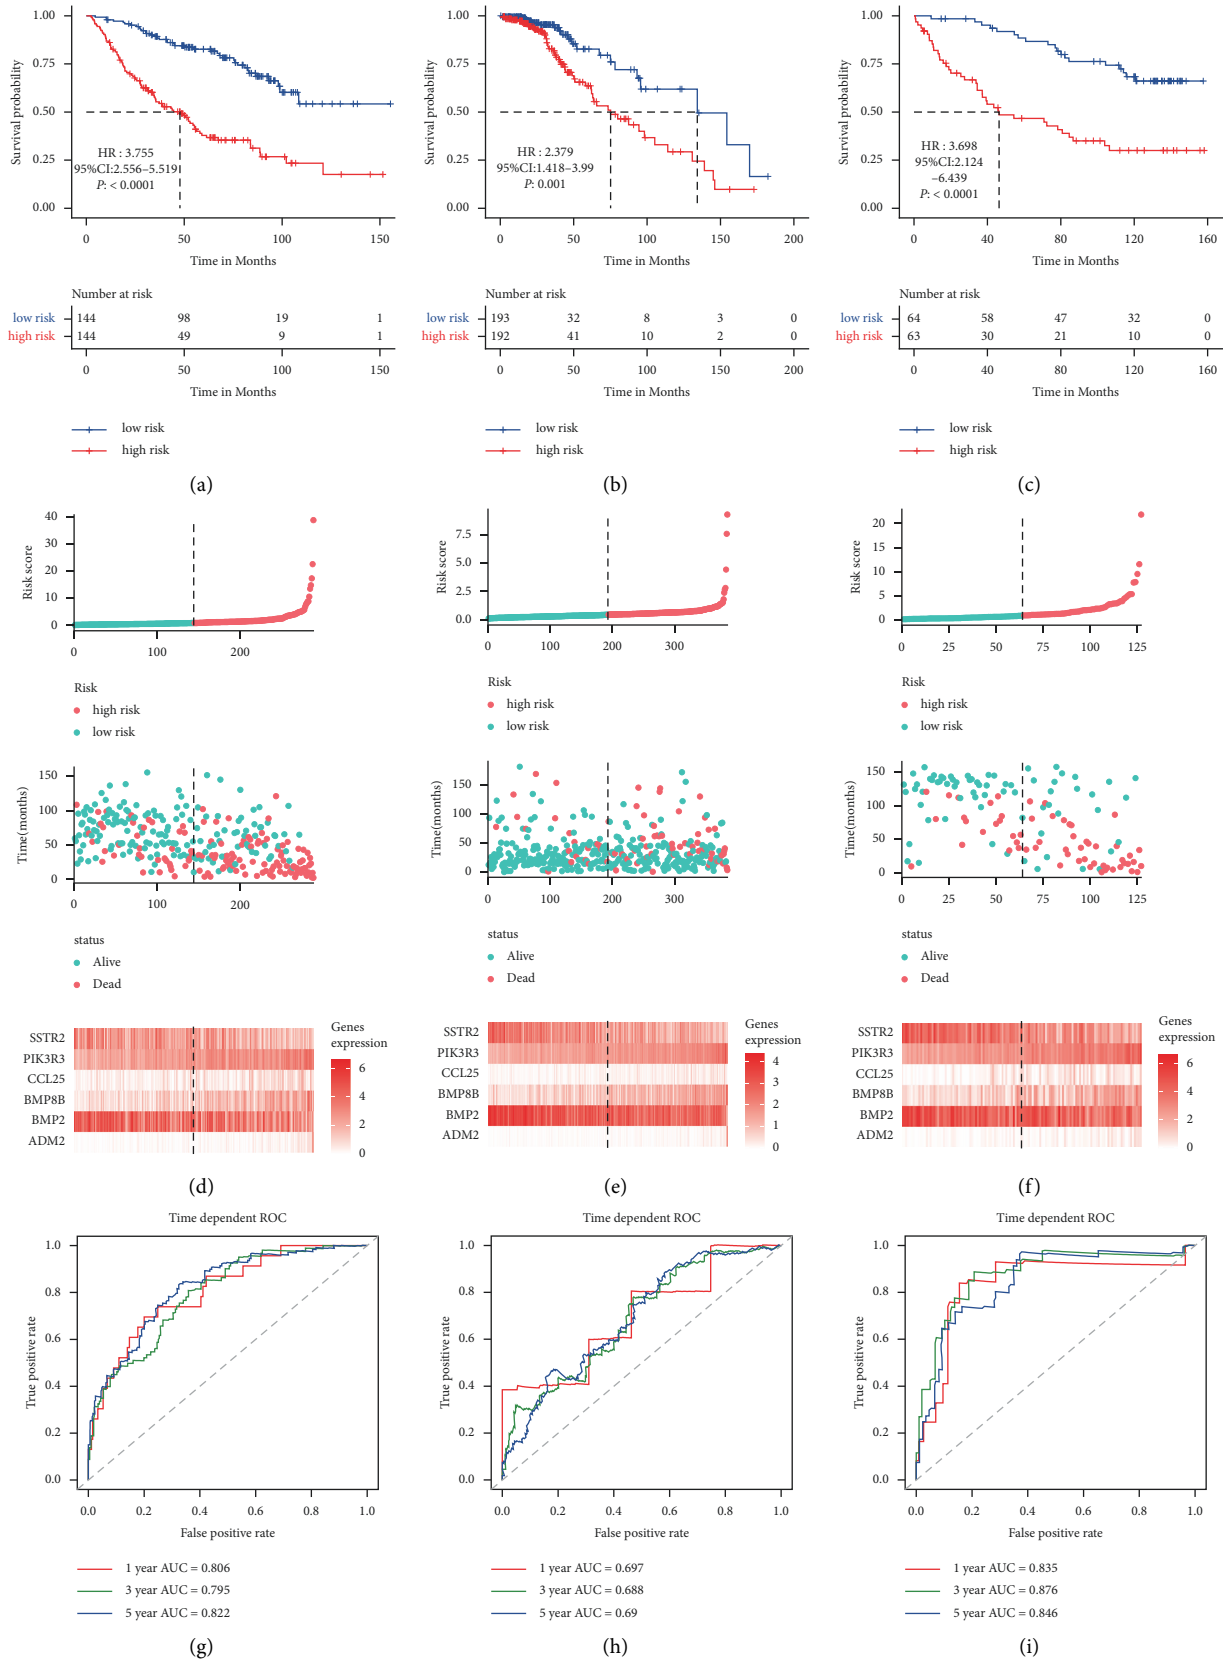 Survival probability
1.00
0.75
0.50
0.25
0.00
HR : 3.755
95%CI:2.556–5.519
P: < 0.0001
0 50 100 150
Time in Months
Number at risk
low risk 144 98 19 1
high risk 144 49 9 1
0 50 100 150
Time in Months
low risk
high risk
(a)
Survival probability
1.00
0.75
0.50
0.25
0.00
HR : 2.379
95%CI:1.418–3.99
P: 0.001
0 50 100 150 200
Time in Months
Number at risk
low risk 193 32 8 3 0
high risk 192 41 10 2 0
0 50 100 150 200
Time in Months
low risk
high risk
(b)
Survival probability
1.00
0.75
0.50
0.25
0.00
HR : 3.698
95%CI:2.124
–6.439
P: < 0.0001
0 40 80 120 160
Time in Months
Number at risk
low risk 64 58 47 32 0
high risk 63 30 21 10 0
0 40 80 120 160
Time in Months
low risk
high risk
(c)
Risk score
40
30
20
10
0
0 100 200
Risk
high risk
low risk
Time(months)
150
100
50
0
0 100 200
status
Alive
Dead
SSTR2
PIK3R3
CCL25
BMP8B
BMP2
ADM2
Genes
expression
6
4
2
0
(d)
Risk score
7.5
5.0
2.5
0.0
0 100 200 300
Risk
high risk
low risk
Time(months)
150
100
50
0
0 100 200 300
status
Alive
Dead
SSTR2
PIK3R3
CCL25
BMP8B
BMP2
ADM2
Genes
expression
4
3
2
1
0
(e)
Risk score
20
15
10
5
0
0 25 50 75 100 125
Risk
high risk
low risk
Time(months)
150
100
50
0
0 25 50 75 100 125
status
Alive
Dead
SSTR2
PIK3R3
CCL25
BMP8B
BMP2
ADM2
Genes
expression
6
4
2
0
(f)
Time dependent ROC
True positive rate
1.0
0.8
0.6
0.4
0.2
0.0
0.0 0.2 0.4 0.6 0.8 1.0
False positive rate
1 year AUC = 0.806
3 year AUC = 0.795
5 year AUC = 0.822
(g)
Time dependent ROC
True positive rate
1.0
0.8
0.6
0.4
0.2
0.0
0.0 0.2 0.4 0.6 0.8 1.0
False positive rate
1 year AUC = 0.697
3 year AUC = 0.688
5 year AUC = 0.69
(h)
Time dependent ROC
True positive rate
1.0
0.8
0.6
0.4
0.2
0.0
0.0 0.2 0.4 0.6 0.8 1.0
False positive rate
1 year AUC = 0.835
3 year AUC = 0.876
5 year AUC = 0.846
(i)